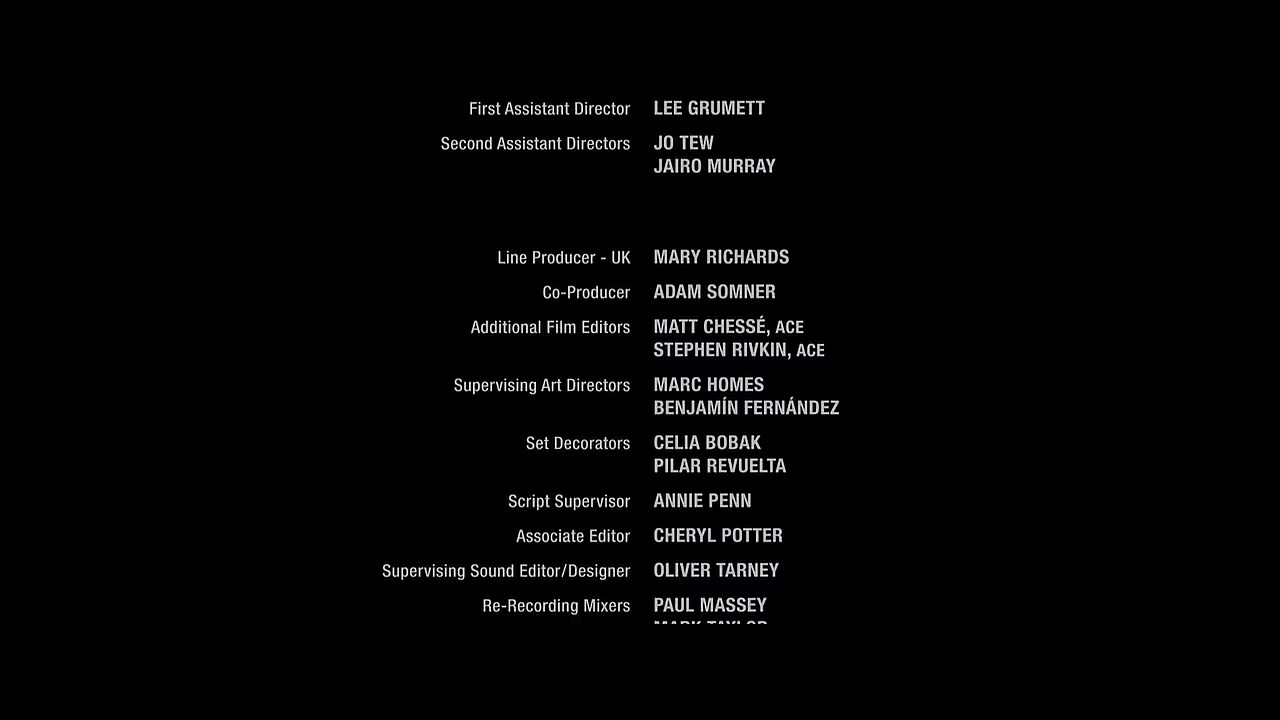 First Assistant Director LEE GRUMETT
Second Assistant Directors JO TEW
JAIRO MURRAY
Line Producer - UK MARY RICHARDS
Co-Producer ADAM SOMNER
Additional Film Editors MATT CHESSÉ, ACE
STEPHEN RIVKIN, ACE
Supervising Art Directors MARC HOMES
BENJAMÍN FERNÁNDEZ
Set Decorators CELIA BOBAK
PILAR REVUELTA
Script Supervisor ANNIE PENN
Associate Editor CHERYL POTTER
Supervising Sound Editor/Designer OLIVER TARNEY
Re-Recording Mixers PAUL MASSEY
MARK TAYLOR